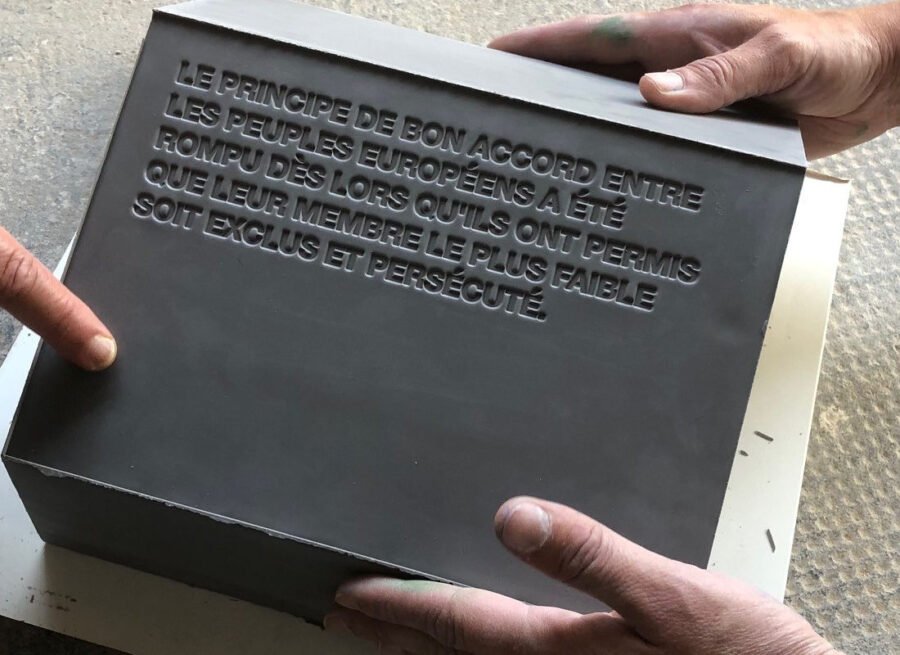 LE PRINCIPE DE BON ACCORD ENTRE
LES PEUPLES EUROPÉENS A ÉTÉ
ROMPU DÈS LORS QU'ILS ONT PERMIS
QUE LEUR MEMBRE LE PLUS FAIBLE
SOIT EXCLUS ET PERSÉCUTÉ.